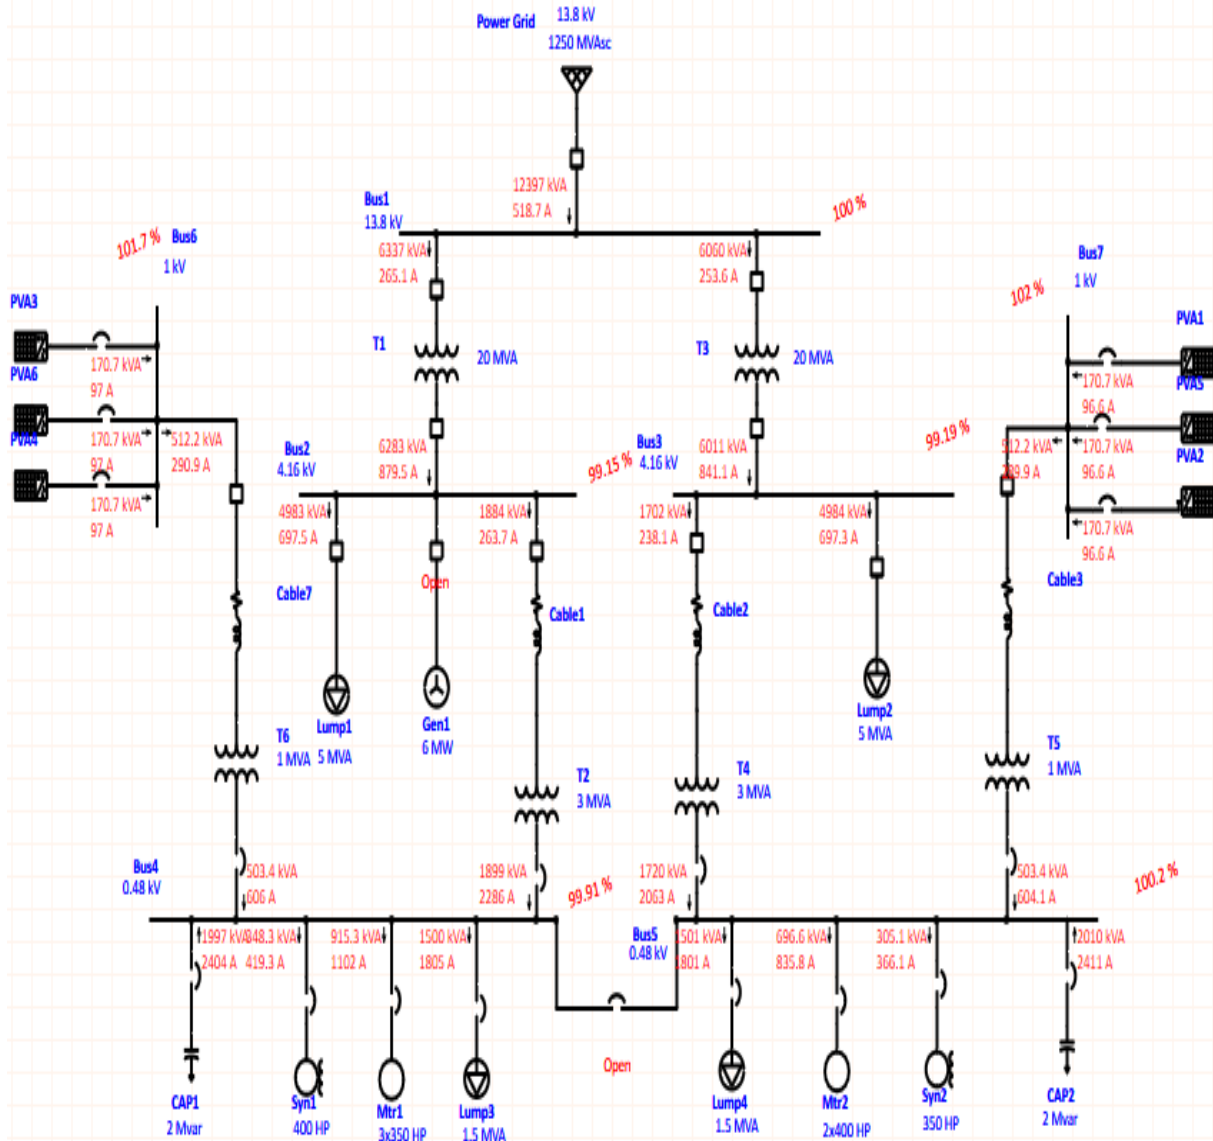 Power Grid
13.8 kV
1250 MVAsc
12397 kVA
518.7 A
Bus1
13.8 kV
100 %
6337 kVA
265.1 A
6060 kVA
253.6 A
T1
20 MVA
T3
20 MVA
101.7 %
Bus6
1 kV
PVA3
170.7 kVA
97 A
PVA6
170.7 kVA
97 A
PVA4
170.7 kVA
97 A
512.2 kVA
290.9 A
Bus7
1 kV
102 %
PVA1
170.7 kVA
96.6 A
PVA5
170.7 kVA
96.6 A
PVA2
170.7 kVA
96.6 A
512.2 kVA
Bus2
4.16 kV
6283 kVA
879.5 A
99.15 %
Bus3
4.16 kV
6011 kVA
841.1 A
99.19 %
4983 kVA
697.5 A
1884 kVA
263.7 A
1702 kVA
238.1 A
4984 kVA
697.3 A
Open
Cable7
Cable1
Cable2
Cable3
Lump1
5 MVA
Gen1
6 MW
Lump2
5 MVA
T6
1 MVA
T2
3 MVA
T4
3 MVA
T5
1 MVA
Bus4
0.48 kV
503.4 kVA
606 A
1899 kVA
2286 A
99.91 %
1720 kVA
2063 A
503.4 kVA
604.1 A
100.2 %
Bus5
0.48 kV
1997 kVA
2404 A
348.3 kVA
419.3 A
915.3 kVA
1102 A
1500 kVA
1805 A
1501 kVA
1801 A
696.6 kVA
835.8 A
305.1 kVA
366.1 A
2010 kVA
2411 A
Open
CAP1
2 Mvar
Syn1
400 HP
Mtr1
3x350 HP
Lump3
1.5 MVA
Lump4
1.5 MVA
Mtr2
2x400 HP
Syn2
350 HP
CAP2
2 Mvar